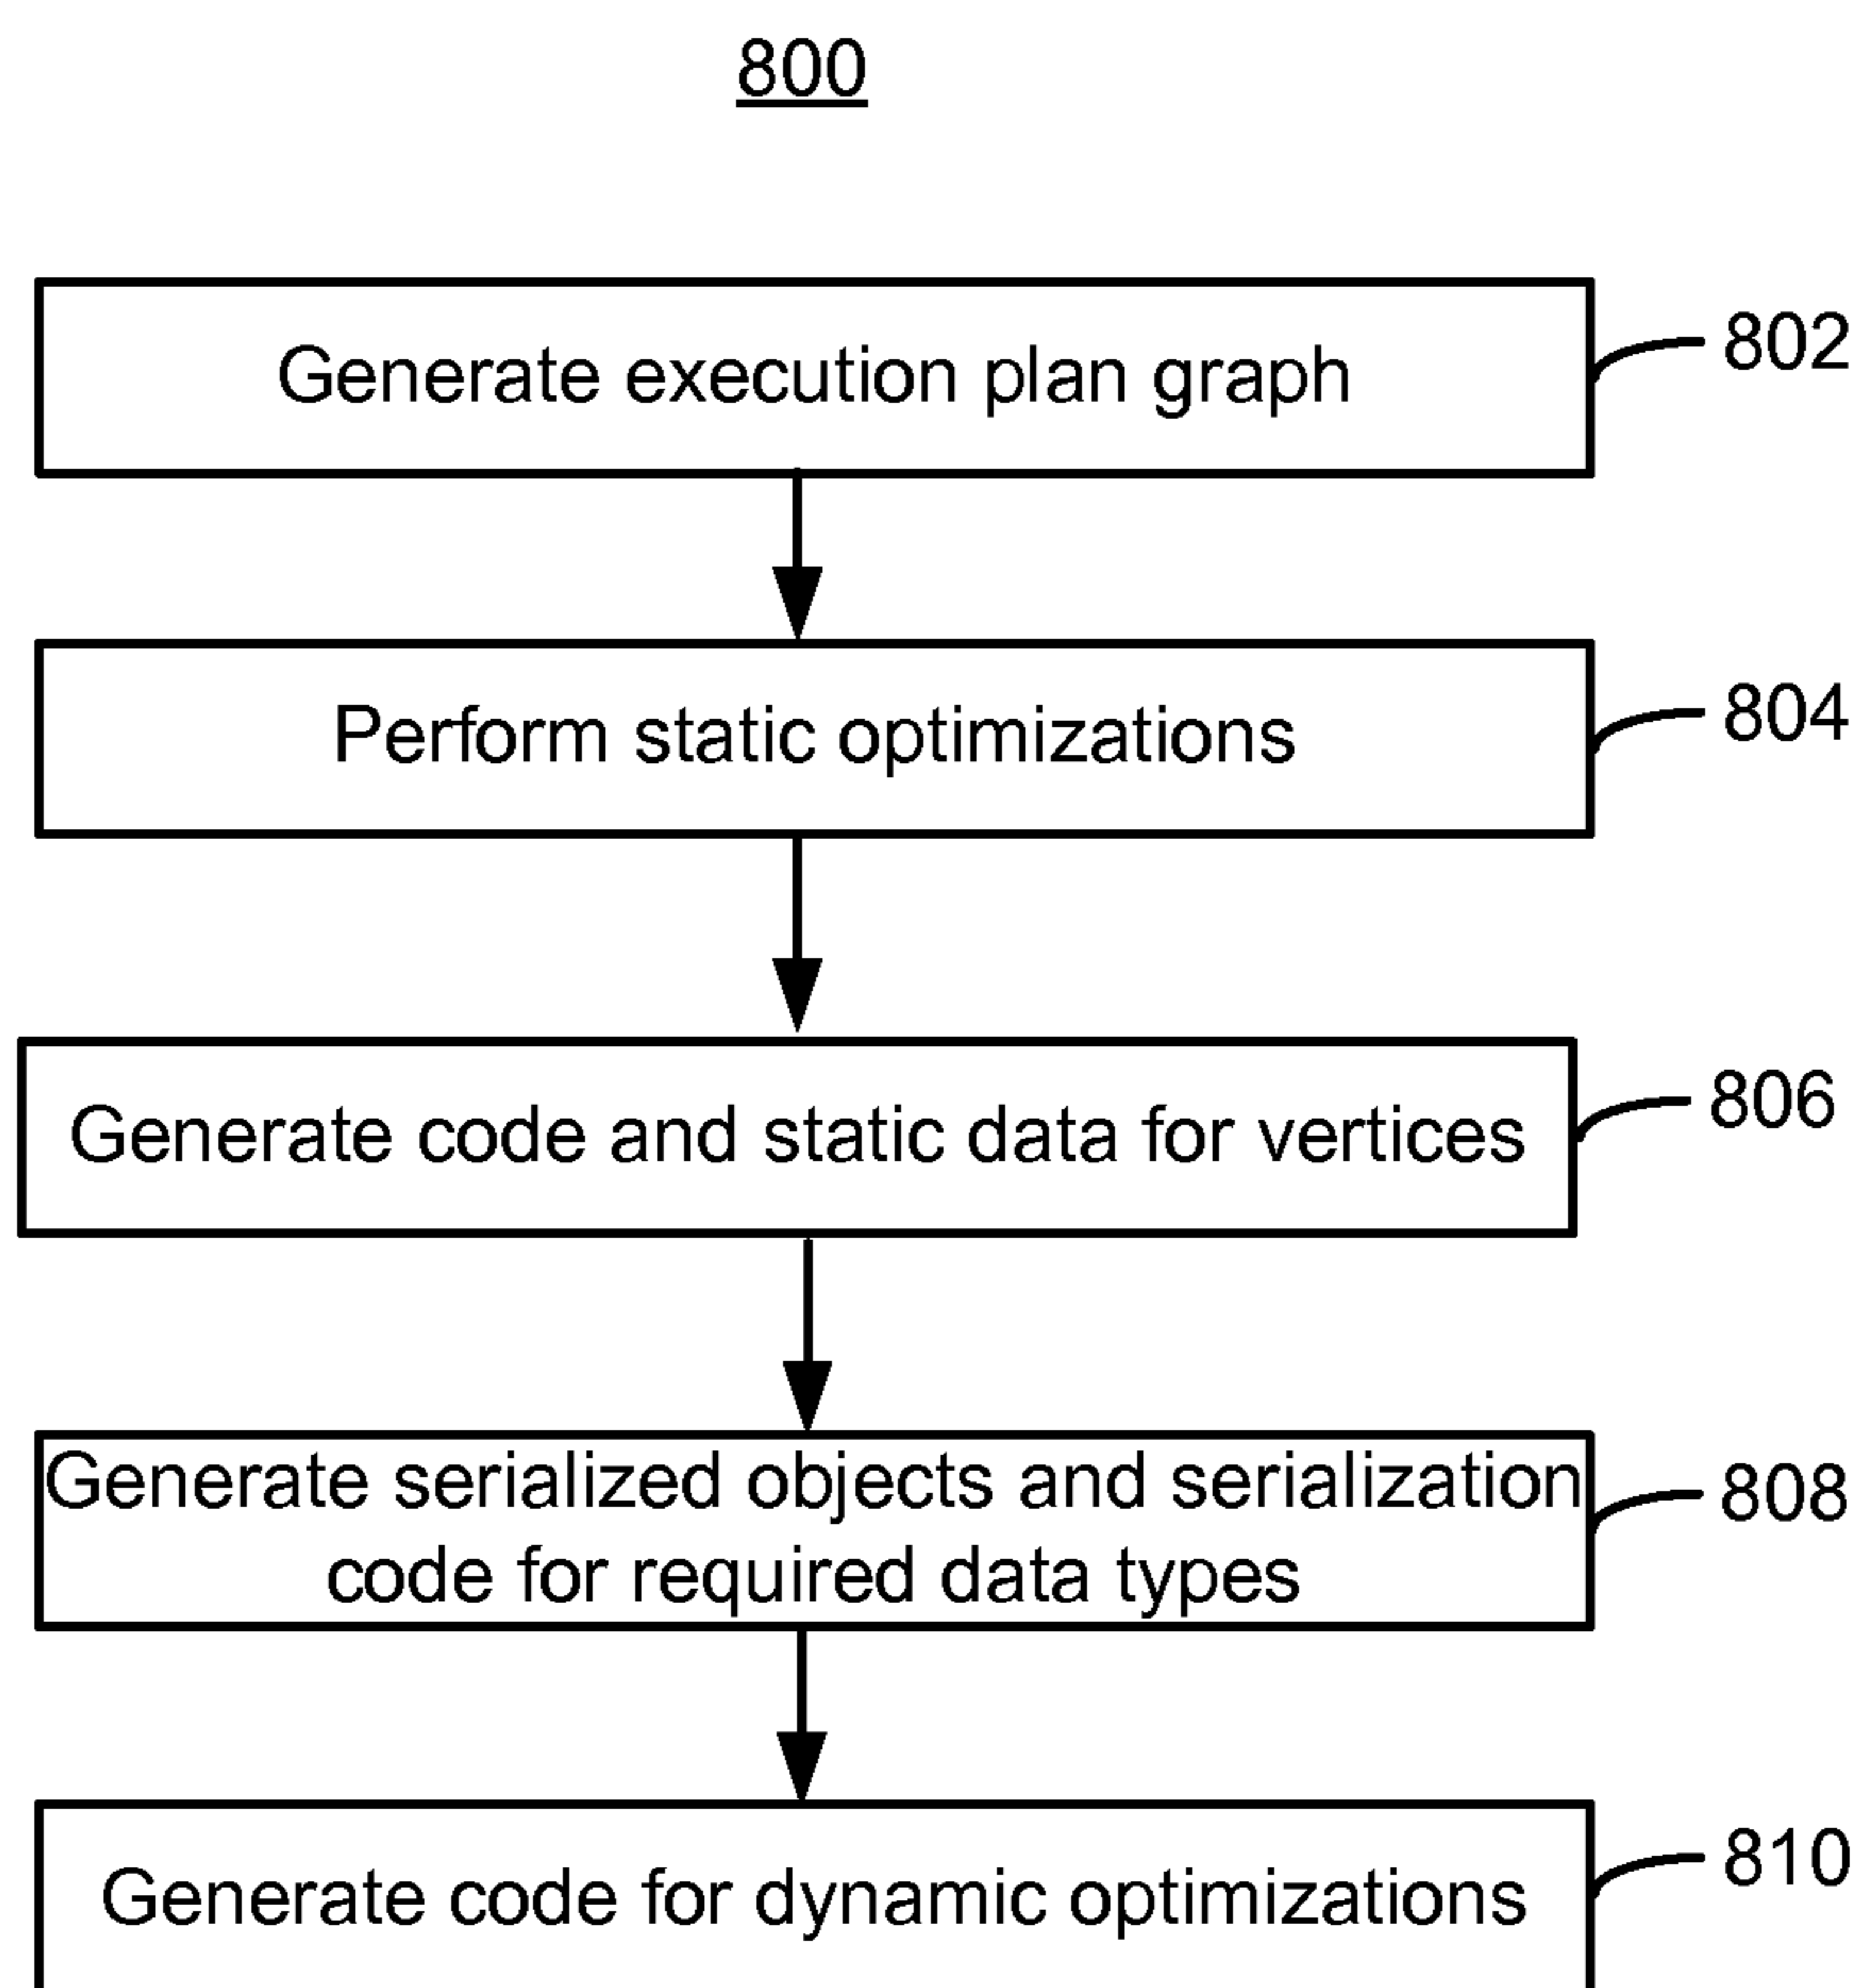 800
Generate execution plan graph
802
Perform static optimizations
804
Generate code and static data for vertices
806
Generate serialized objects and serialization
code for required data types
808
Generate code for dynamic optimizations
810